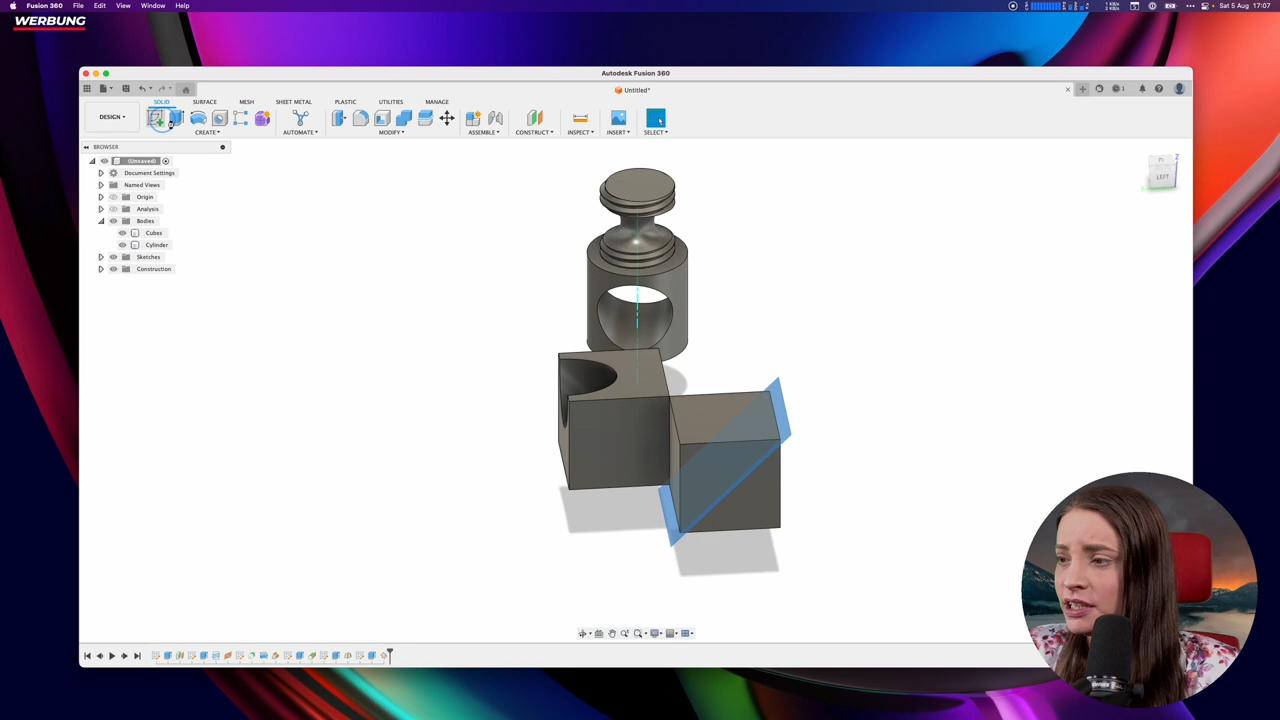 Fusion 360 File Edit View Window Help
Sat 5 Aug 17:07
WERBUNG
Autodesk Fusion 360
Untitled*
1
SOLID SURFACE MESH SHEET METAL PLASTIC UTILITIES MANAGE
DESIGN
CREATE AUTOMATE MODIFY ASSEMBLE CONSTRUCT INSPECT INSERT SELECT
BROWSER
(Unsaved)
Document Settings
Named Views
Origin
Analysis
Bodies
Cubes
Cylinder
Sketches
Construction
Z
LEFT